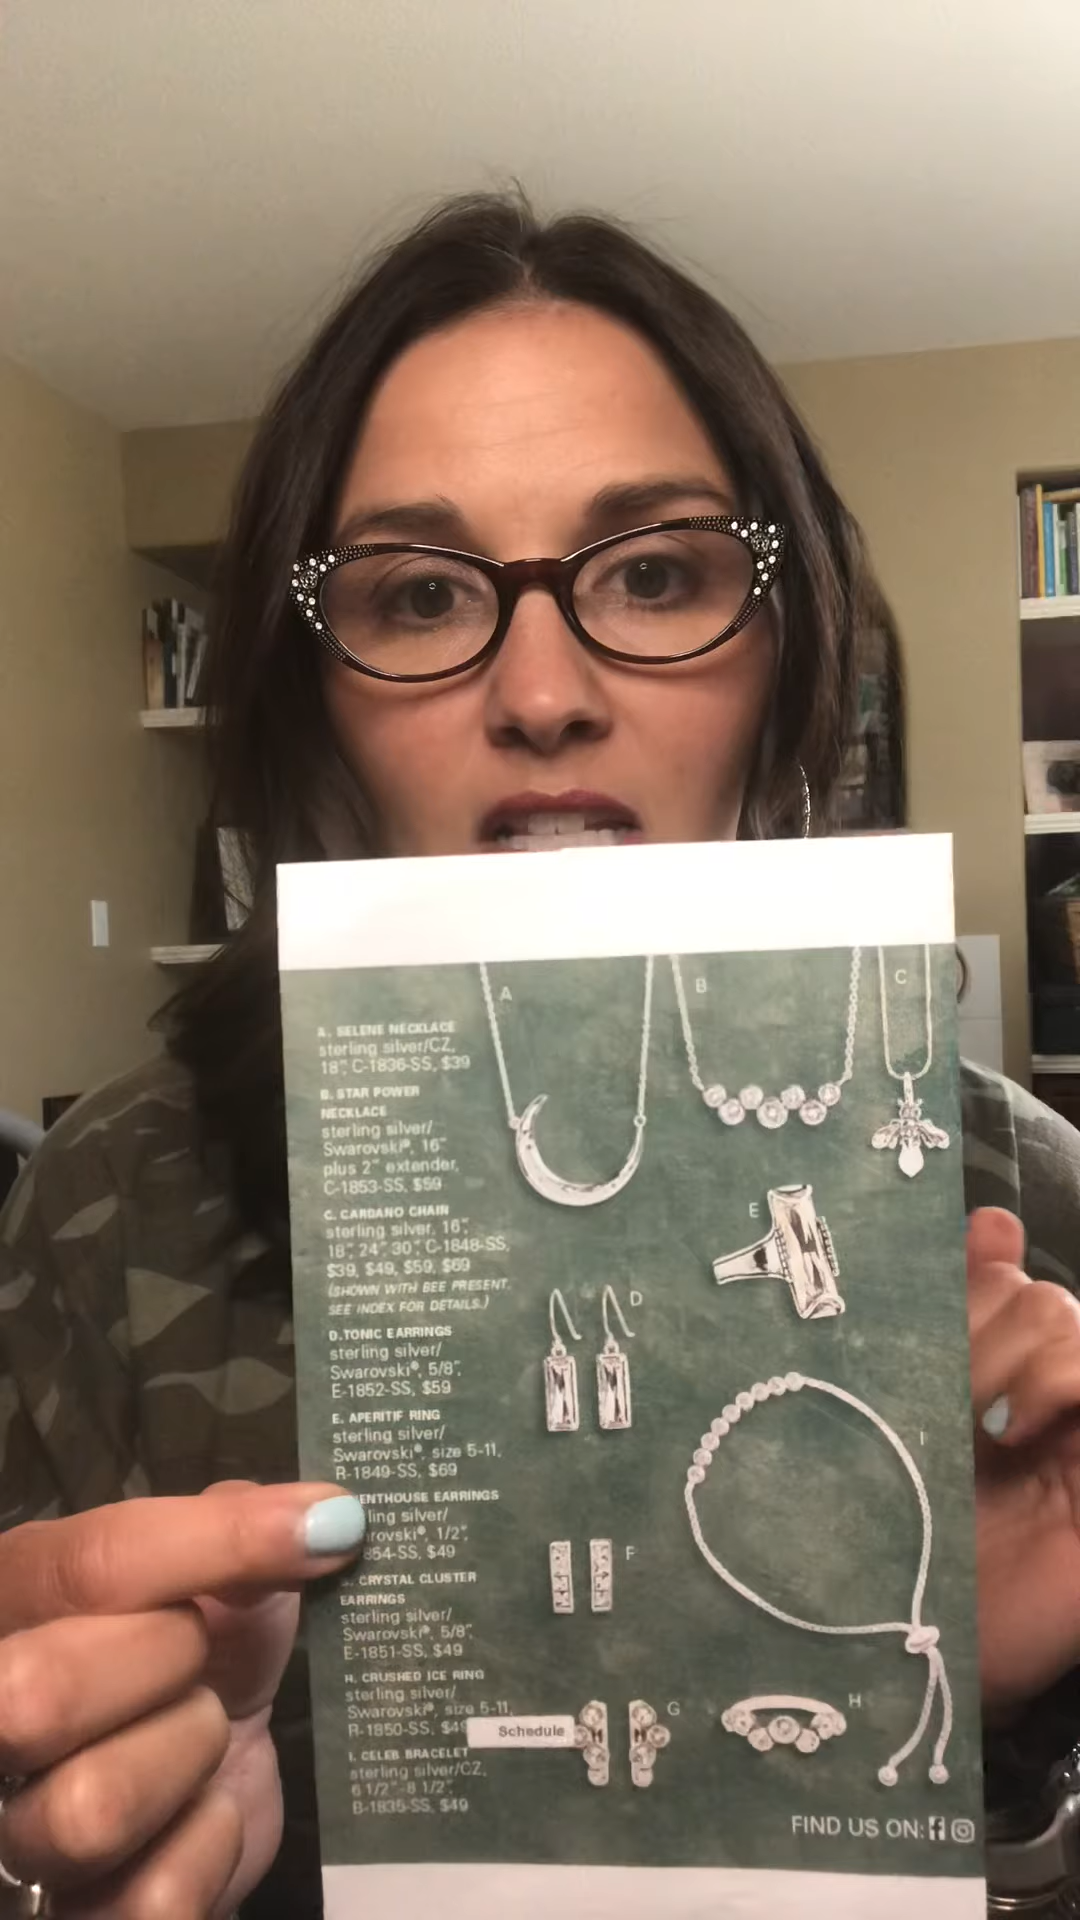 A. SELENE NECKLACE
sterling silver/CZ,
18", C-1836-SS, $39
B. STAR POWER
NECKLACE
sterling silver/
Swarovski®, 16"
plus 2" extender,
C-1853-SS, $59
C. CARDANO CHAIN
sterling silver, 16",
18", 24", 30", C-1848-SS,
$39, $49, $59, $69
(SHOWN WITH BEE PRESENT.
SEE INDEX FOR DETAILS.)
D.TONIC EARRINGS
sterling silver/
Swarovski®, 5/8",
E-1852-SS, $59
E. APERITIF RING
sterling silver/
Swarovski®, size 5-11,
R-1849-SS, $69
ENTHOUSE EARRINGS
ling silver/
rovski®, 1/2",
854-SS, $49
CRYSTAL CLUSTER
EARRINGS
sterling silver/
Swarovski®, 5/8",
E-1851-SS, $49
H. CRUSHED ICE RING
sterling silver/
Swarovski®, size 5-11,
R-1850-SS, $49
I. CELEB BRACELET
sterling silver/CZ,
6 1/2"-8 1/2",
B-1835-SS, $49
A
B
C
E
D
I
F
G
H
Schedule
FIND US ON: